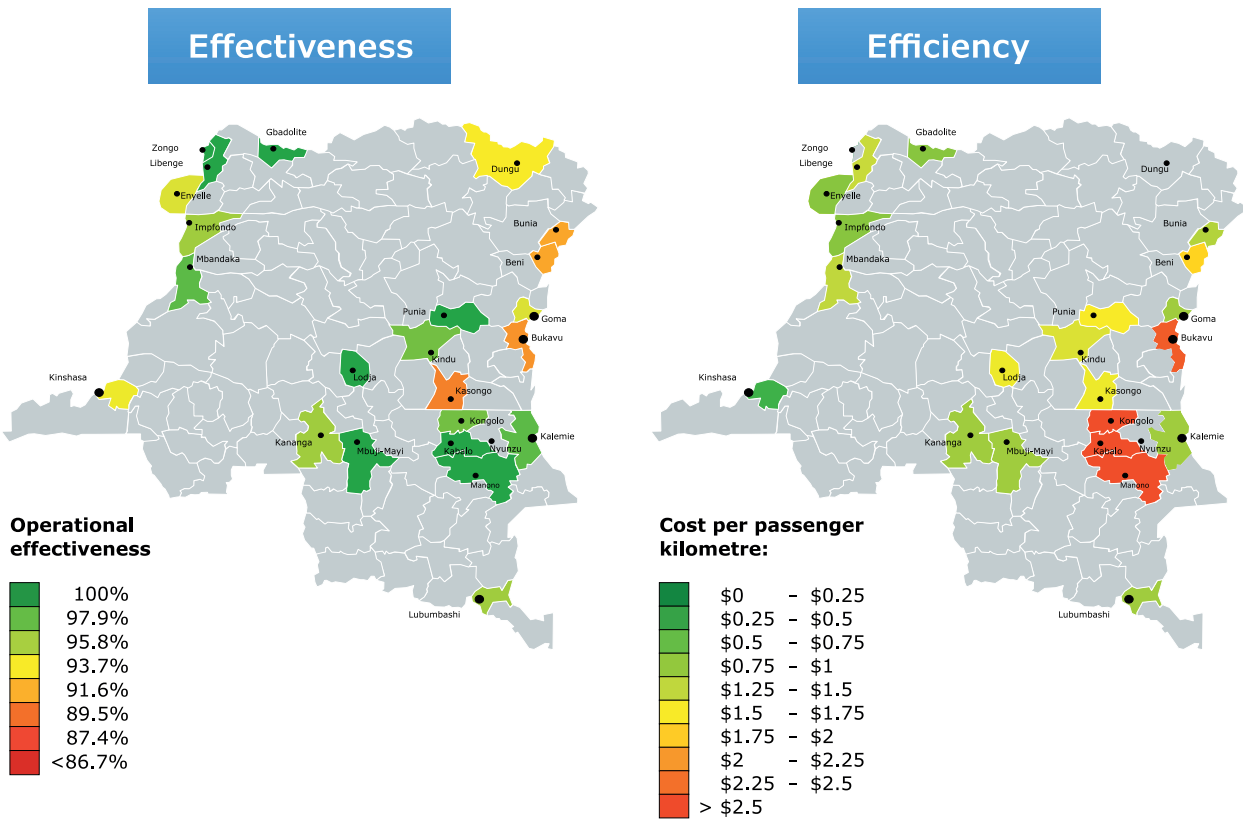 Effectiveness
Gbadolite
Zongo
Libenge
Dungu
Enyelle
Impfondo
Bunia
Mbandaka
Beni
Punia
Goma
Bukavu
Kindu
Lodja
Kinshasa
Kasongo
Kongolo
Kananga
Kalemie
Mbuji-Mayi
Kabalo
Nyunzu
Manono
Lubumbashi
Operational
effectiveness
100%
97.9%
95.8%
93.7%
91.6%
89.5%
87.4%
<86.7%
Efficiency
Gbadolite
Zongo
Libenge
Dungu
Enyelle
Impfondo
Bunia
Mbandaka
Beni
Punia
Goma
Bukavu
Kindu
Lodja
Kinshasa
Kasongo
Kongolo
Kananga
Kalemie
Mbuji-Mayi
Kabalo
Nyunzu
Manono
Lubumbashi
Cost per passenger
kilometre:
$0 – $0.25
$0.25 – $0.5
$0.5 – $0.75
$0.75 – $1
$1.25 – $1.5
$1.5 – $1.75
$1.75 – $2
$2 – $2.25
$2.25 – $2.5
> $2.5